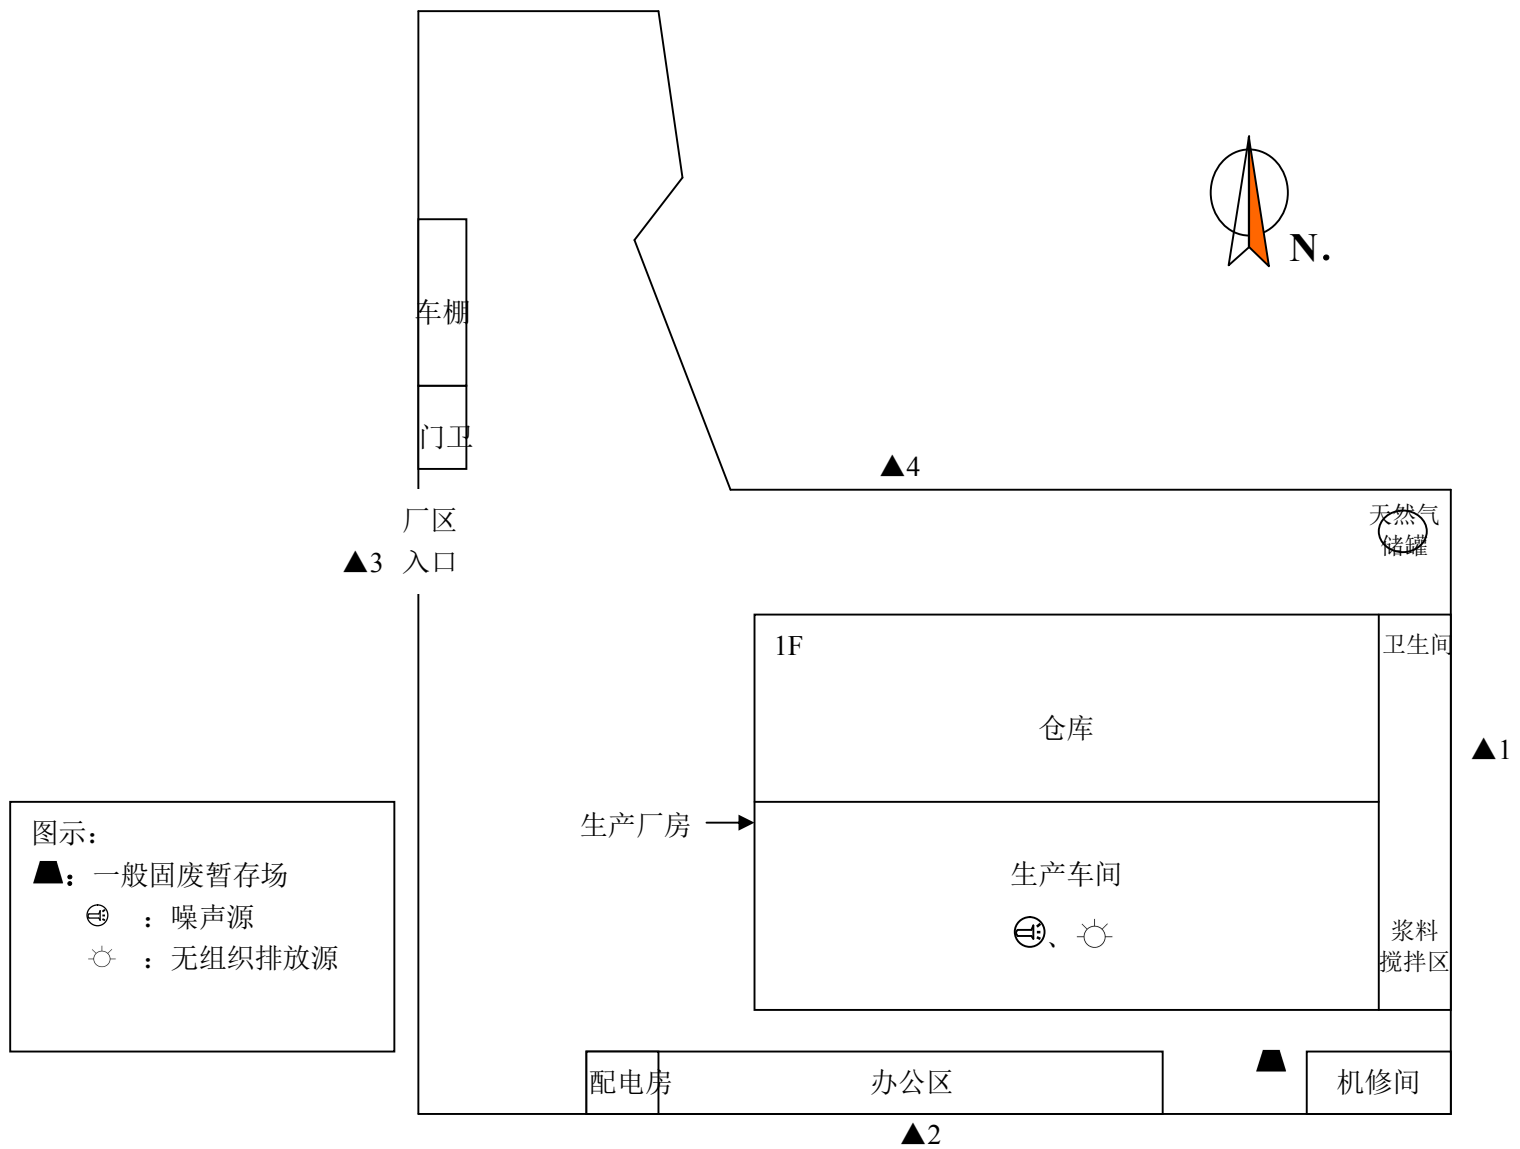 N.
车棚
门卫
▲4
厂区
入口
▲3
天然气
储罐
1F
卫生间
仓库
▲1
生产厂房
生产车间
、
浆料
搅拌区
图示：
：一般固废暂存场
：噪声源
：无组织排放源
配电房
办公区
机修间
▲2